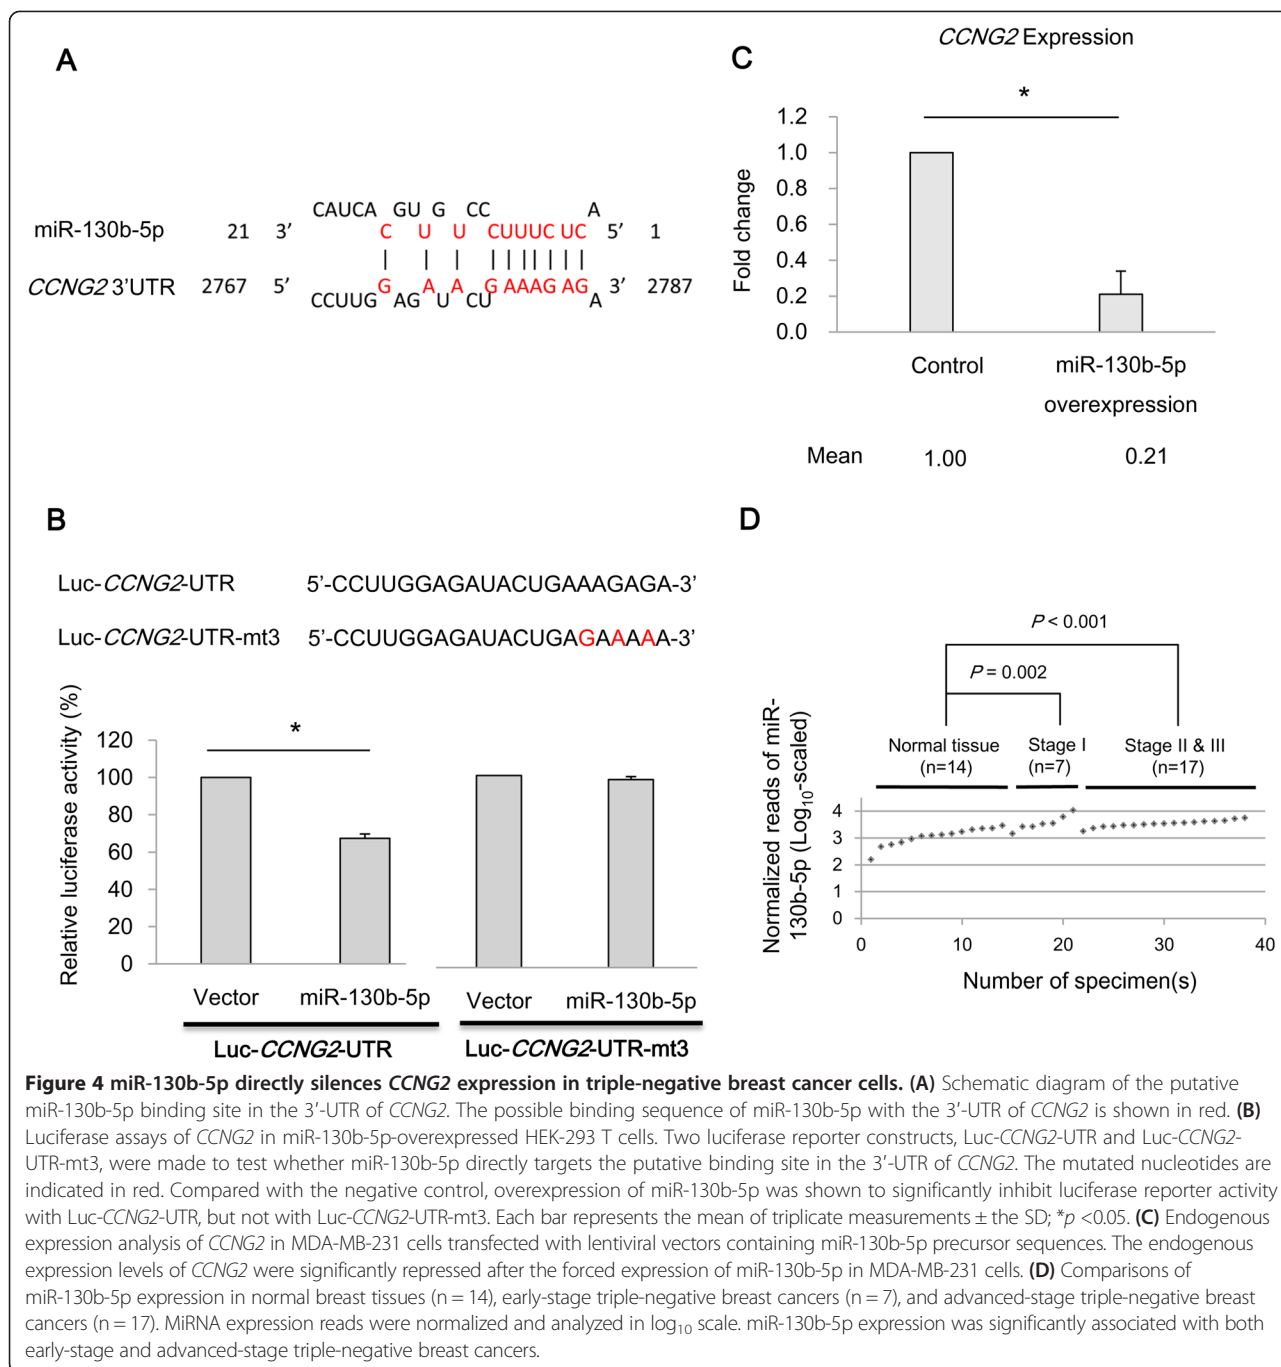 A
CAUCA GU G CC A
miR-130b-5p 21 3’ C U U CUUUC UC 5’ 1
CCNG2 3’UTR 2767 5’ G A A GAAAGAG 3’ 2787
CCUUG AG U CU A
C
CCNG2 Expression
*
Fold change
1.2
1.0
0.8
0.6
0.4
0.2
0.0
Control
miR-130b-5p
overexpression
Mean 1.00 0.21
B
Luc-CCNG2-UTR 5’-CCUUGGAGAUACUGAAAGAGA-3’
Luc-CCNG2-UTR-mt3 5’-CCUUGGAGAUACUGAGAAAAA-3’
Relative luciferase activity (%)
120
100
80
60
40
20
0
*
Vector miR-130b-5p Vector miR-130b-5p
Luc-CCNG2-UTR Luc-CCNG2-UTR-mt3
D
P < 0.001
P = 0.002
Normal tissue
(n=14)
Stage I
(n=7)
Stage II & III
(n=17)
Normalized reads of miR-
130b-5p (Log10-scaled)
4
3
2
1
0
0 10 20 30 40
Number of specimen(s)
Figure 4 miR-130b-5p directly silences CCNG2 expression in triple-negative breast cancer cells. (A) Schematic diagram of the putative
miR-130b-5p binding site in the 3′-UTR of CCNG2. The possible binding sequence of miR-130b-5p with the 3′-UTR of CCNG2 is shown in red. (B)
Luciferase assays of CCNG2 in miR-130b-5p-overexpressed HEK-293 T cells. Two luciferase reporter constructs, Luc-CCNG2-UTR and Luc-CCNG2-
UTR-mt3, were made to test whether miR-130b-5p directly targets the putative binding site in the 3′-UTR of CCNG2. The mutated nucleotides are
indicated in red. Compared with the negative control, overexpression of miR-130b-5p was shown to significantly inhibit luciferase reporter activity
with Luc-CCNG2-UTR, but not with Luc-CCNG2-UTR-mt3. Each bar represents the mean of triplicate measurements ± the SD; *p <0.05. (C) Endogenous
expression analysis of CCNG2 in MDA-MB-231 cells transfected with lentiviral vectors containing miR-130b-5p precursor sequences. The endogenous
expression levels of CCNG2 were significantly repressed after the forced expression of miR-130b-5p in MDA-MB-231 cells. (D) Comparisons of
miR-130b-5p expression in normal breast tissues (n = 14), early-stage triple-negative breast cancers (n = 7), and advanced-stage triple-negative breast
cancers (n = 17). MiRNA expression reads were normalized and analyzed in log10 scale. miR-130b-5p expression was significantly associated with both
early-stage and advanced-stage triple-negative breast cancers.